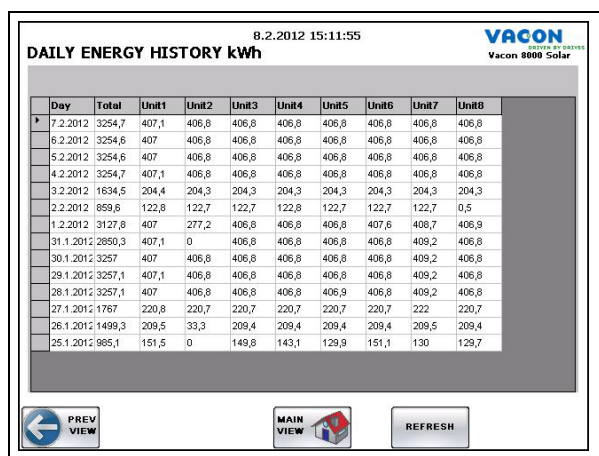 8.2.2012 15:11:55
VACON
DRIVEN BY DRIVES
DAILY ENERGY HISTORY kWh
Vacon 8000 Solar
Day Total Unit1 Unit2 Unit3 Unit4 Unit5 Unit6 Unit7 Unit8
7.2.2012 3254,7 407,1 406,8 406,8 406,8 406,8 406,8 406,8 406,8
6.2.2012 3254,6 407 406,8 406,8 406,8 406,8 406,8 406,8 406,8
5.2.2012 3254,6 407 406,8 406,8 406,8 406,8 406,8 406,8 406,8
4.2.2012 3254,7 407,1 406,8 406,8 406,8 406,8 406,8 406,8 406,8
3.2.2012 1634,5 204,4 204,3 204,3 204,3 204,3 204,3 204,3 204,3
2.2.2012 859,6 122,8 122,7 122,7 122,8 122,7 122,7 122,7 0,5
1.2.2012 3127,8 407 277,2 406,8 406,8 406,8 407,6 408,7 406,9
31.1.2012 2850,3 407,1 0 406,8 406,8 406,8 406,8 409,2 406,8
30.1.2012 3257 407 406,8 406,8 406,8 406,8 406,8 409,2 406,8
29.1.2012 3257,1 407,1 406,8 406,8 406,8 406,8 406,8 409,2 406,8
28.1.2012 3257,1 407 406,8 406,8 406,8 406,9 406,8 409,2 406,8
27.1.2012 1767 220,8 220,7 220,7 220,7 220,7 220,7 222 220,7
26.1.2012 1499,3 209,5 33,3 209,4 209,4 209,4 209,4 209,5 209,4
25.1.2012 985,1 151,5 0 149,8 143,1 129,9 151,1 130 129,7
PREV
VIEW
MAIN
VIEW
REFRESH